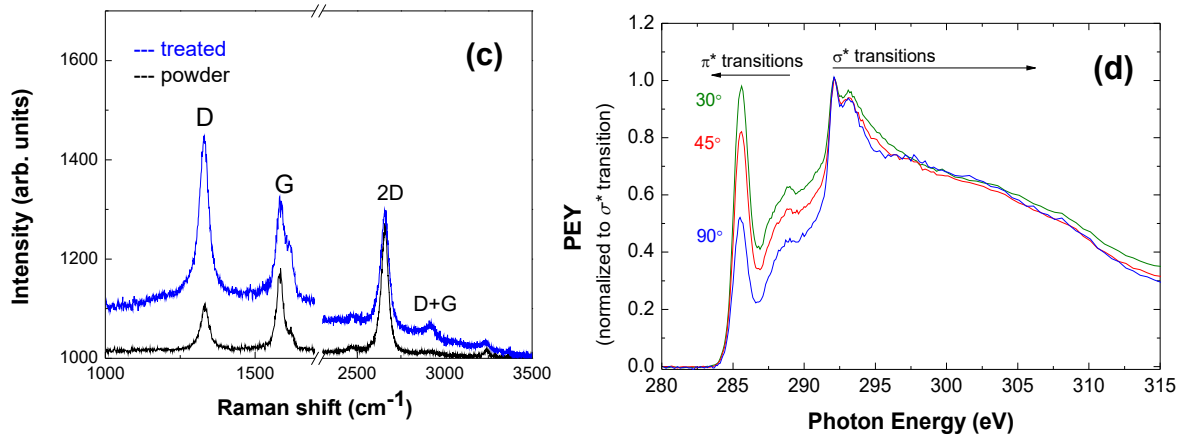 (c)
--- treated
--- powder
D
G
2D
D+G
Intensity (arb. units)
1700
1600
1400
1200
1000
1000 1500 2500 3000 3500
Raman shift (cm-1)
(d)
π* transitions
σ* transitions
30°
45°
90°
PEY
(normalized to σ* transition)
1.0
0.8
0.6
0.4
0.2
0.0
280 285 290 295 300 305 310 315
Photon Energy (eV)